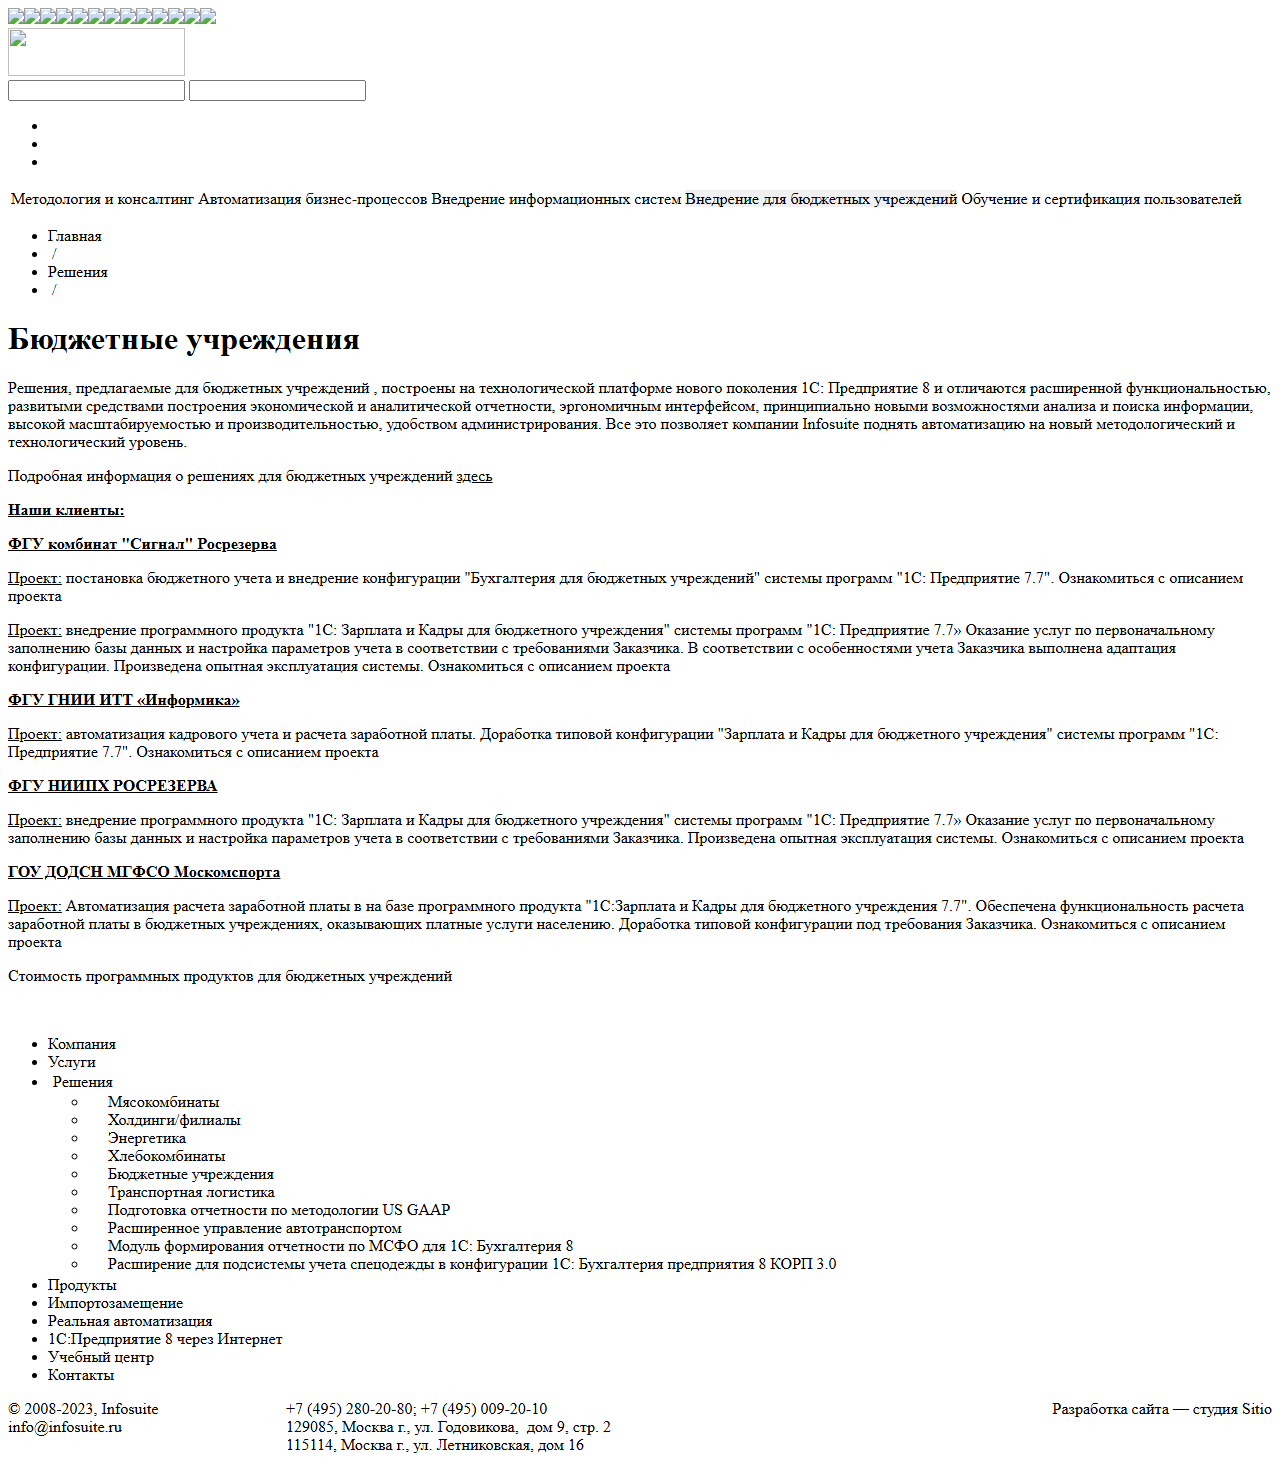 Методология и консалтинг Автоматизация бизнес-процессов Внедрение информационных систем Внедрение для бюджетных учреждений Обучение и сертификация пользователей
Главная
/
Решения
/
Бюджетные учреждения
Решения, предлагаемые для бюджетных учреждений , построены на технологической платформе нового поколения 1С: Предприятие 8 и отличаются расширенной функциональностью,
развитыми средствами построения экономической и аналитической отчетности, эргономичным интерфейсом, принципиально новыми возможностями анализа и поиска информации,
высокой масштабируемостью и производительностью, удобством администрирования. Все это позволяет компании Infosuite поднять автоматизацию на новый методологический и
технологический уровень.
Подробная информация о решениях для бюджетных учреждений здесь
Наши клиенты:
ФГУ комбинат "Сигнал" Росрезерва
Проект: постановка бюджетного учета и внедрение конфигурации "Бухгалтерия для бюджетных учреждений" системы программ "1С: Предприятие 7.7". Ознакомиться с описанием
проекта
Проект: внедрение программного продукта "1С: Зарплата и Кадры для бюджетного учреждения" системы программ "1С: Предприятие 7.7» Оказание услуг по первоначальному
заполнению базы данных и настройка параметров учета в соответствии с требованиями Заказчика. В соответствии с особенностями учета Заказчика выполнена адаптация
конфигурации. Произведена опытная эксплуатация системы. Ознакомиться с описанием проекта
ФГУ ГНИИ ИТТ «Информика»
Проект: автоматизация кадрового учета и расчета заработной платы. Доработка типовой конфигурации "Зарплата и Кадры для бюджетного учреждения" системы программ "1С:
Предприятие 7.7". Ознакомиться с описанием проекта
ФГУ НИИПХ РОСРЕЗЕРВА
Проект: внедрение программного продукта "1С: Зарплата и Кадры для бюджетного учреждения" системы программ "1С: Предприятие 7.7» Оказание услуг по первоначальному
заполнению базы данных и настройка параметров учета в соответствии с требованиями Заказчика. Произведена опытная эксплуатация системы. Ознакомиться с описанием проекта
ГОУ ДОДСН МГФСО Москомспорта
Проект: Автоматизация расчета заработной платы в на базе программного продукта "1С:Зарплата и Кадры для бюджетного учреждения 7.7". Обеспечена функциональность расчета
заработной платы в бюджетных учреждениях, оказывающих платные услуги населению. Доработка типовой конфигурации под требования Заказчика. Ознакомиться с описанием
проекта
Стоимость программных продуктов для бюджетных учреждений
Компания
Услуги
Решения
Мясокомбинаты
Холдинги/филиалы
Энергетика
Хлебокомбинаты
Бюджетные учреждения
Транспортная логистика
Подготовка отчетности по методологии US GAAP
Расширенное управление автотранспортом
Модуль формирования отчетности по МСФО для 1С: Бухгалтерия 8
Расширение для подсистемы учета спецодежды в конфигурации 1С: Бухгалтерия предприятия 8 КОРП 3.0
Продукты
Импортозамещение
Реальная автоматизация
1С:Предприятие 8 через Интернет
Учебный центр
Контакты
© 2008-2023, Infosuite
info@infosuite.ru
+7 (495) 280-20-80; +7 (495) 009-20-10
129085, Москва г., ул. Годовикова, дом 9, стр. 2
115114, Москва г., ул. Летниковская, дом 16
Разработка сайта — студия Sitio